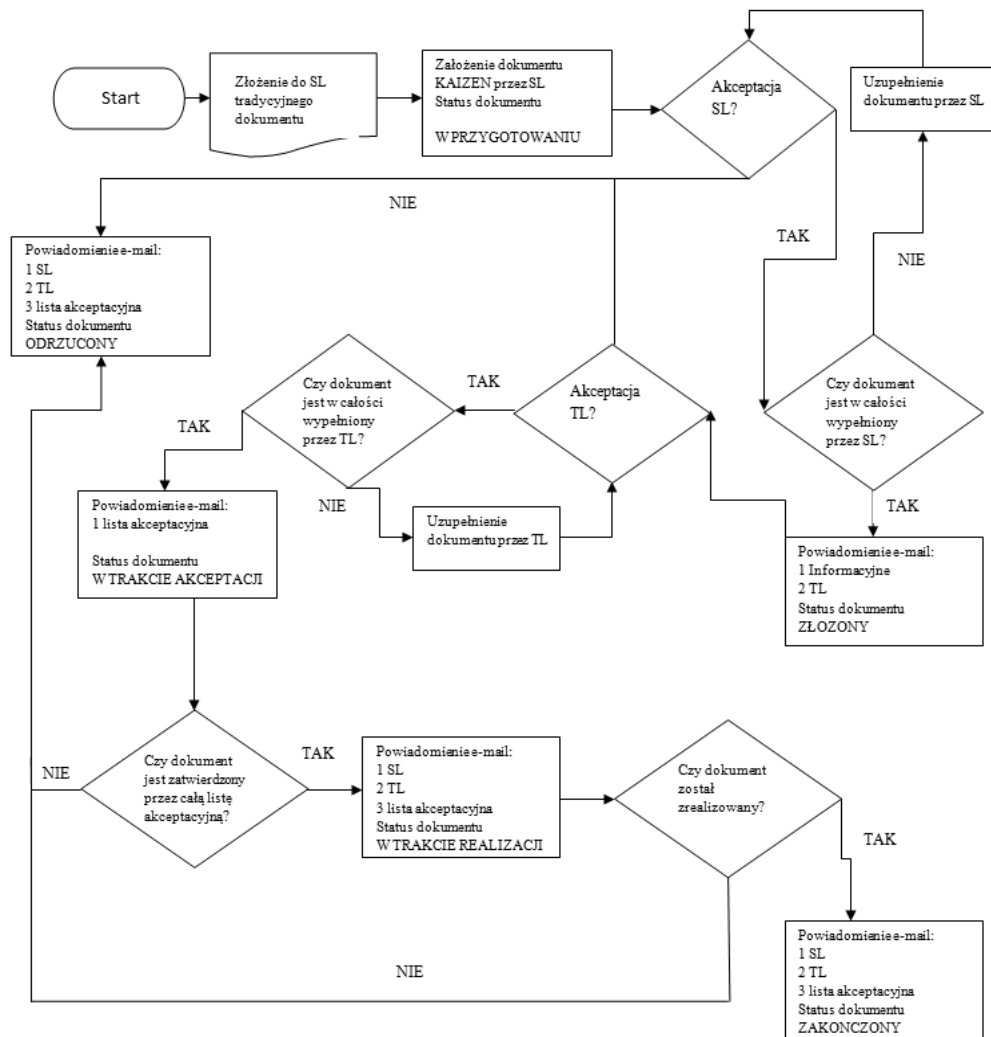 Start
Złożenie do SL
tradycyjnego
dokumentu
Założenie dokumentu
KAIZEN przez SL
Status dokumentu
W PRZYGOTOWANIU
Akceptacja
SL?
Uzupełnienie
dokumentu przez SL
NIE
TAK
NIE
Powiadomienie e-mail:
1 SL
2 TL
3 lista akceptacyjna
Status dokumentu
ODRZUCONY
Czy dokument
jest w całości
wypełniony
przez TL?
TAK
Akceptacja
TL?
Czy dokument
jest w całości
wypełniony
przez SL?
TAK
NIE
TAK
Powiadomienie e-mail:
1 lista akceptacyjna
Status dokumentu
W TRAKCIE AKCEPTACJI
Uzupełnienie
dokumentu przez TL
Powiadomienie e-mail:
1 Informacyjne
2 TL
Status dokumentu
ZŁOZONY
Czy dokument
jest zatwierdzony
przez całą listę
akceptacyjną?
NIE
TAK
Powiadomienie e-mail:
1 SL
2 TL
3 lista akceptacyjna
Status dokumentu
W TRAKCIE REALIZACJI
Czy dokument
został
zrealizowany?
TAK
NIE
Powiadomienie e-mail:
1 SL
2 TL
3 lista akceptacyjna
Status dokumentu
ZAKONCZONY